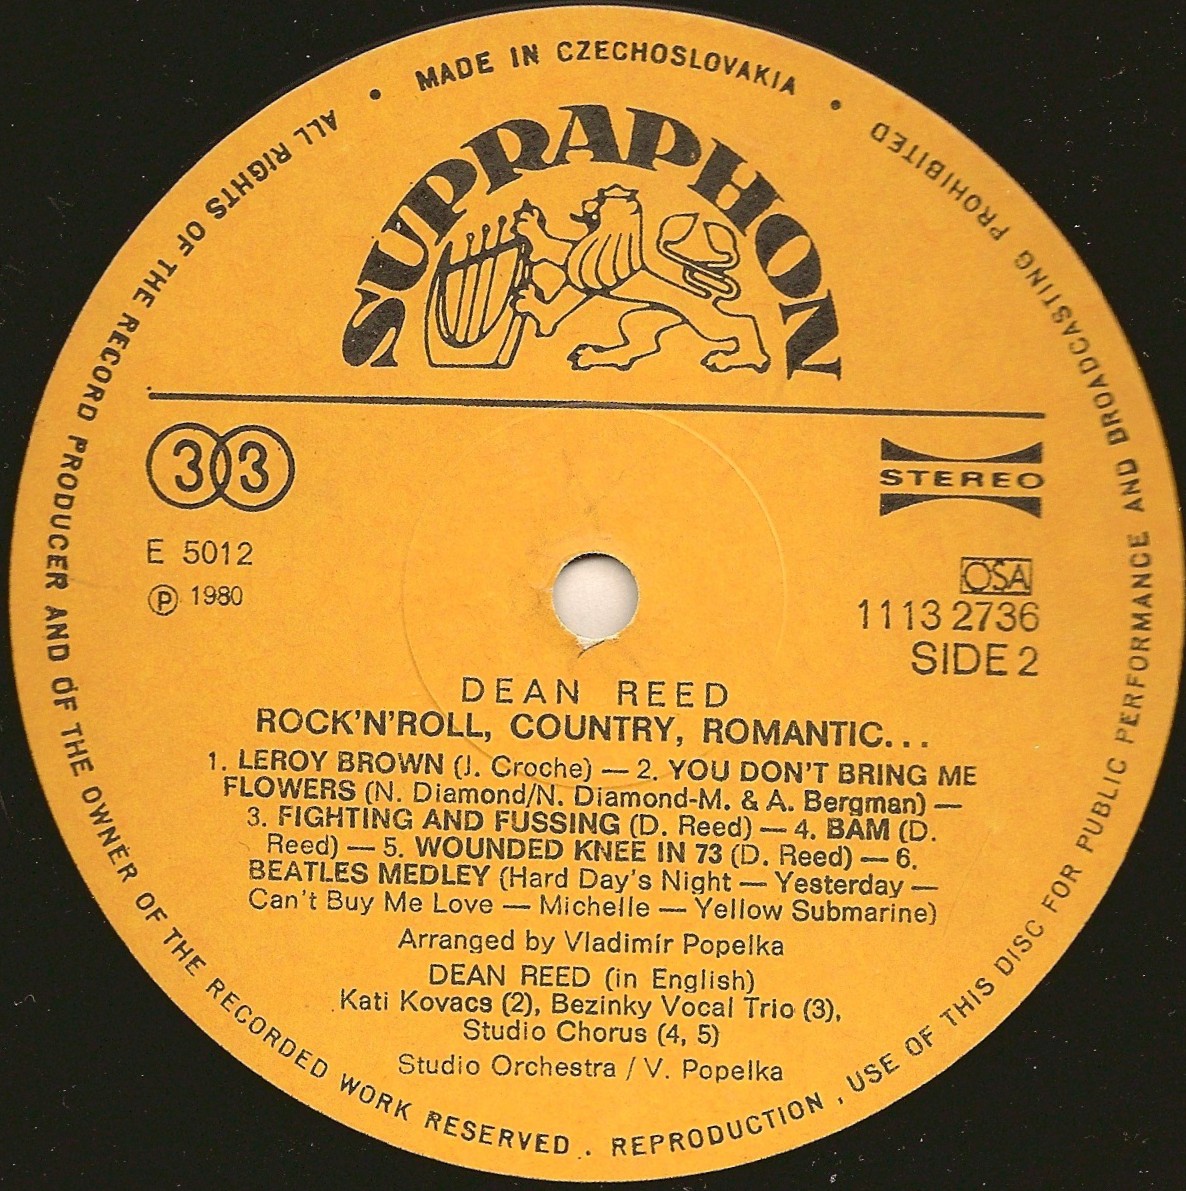 MADE IN CZECHOSLOVAKIA
ALL RIGHTS OF THE RECORD PRODUCER AND OF THE OWNER OF THE RECORDED WORK RESERVED . REPRODUCTION , USE OF THIS DISC FOR PUBLIC PERFORMANCE AND BROADCASTING PROHIBITED
SUPRAPHON
33
STEREO
E 5012
Ⓟ 1980
OSA
1113 2736
SIDE 2
DEAN REED
ROCK'N'ROLL, COUNTRY, ROMANTIC...
1. LEROY BROWN (J. Croche) — 2. YOU DON'T BRING ME
FLOWERS (N. Diamond/N. Diamond-M. & A. Bergman) —
3. FIGHTING AND FUSSING (D. Reed) — 4. BAM (D.
Reed) — 5. WOUNDED KNEE IN 73 (D. Reed) — 6.
BEATLES MEDLEY (Hard Day's Night — Yesterday —
Can't Buy Me Love — Michelle — Yellow Submarine)
Arranged by Vladimír Popelka
DEAN REED (in English)
Kati Kovacs (2), Bezinky Vocal Trio (3),
Studio Chorus (4, 5)
Studio Orchestra / V. Popelka